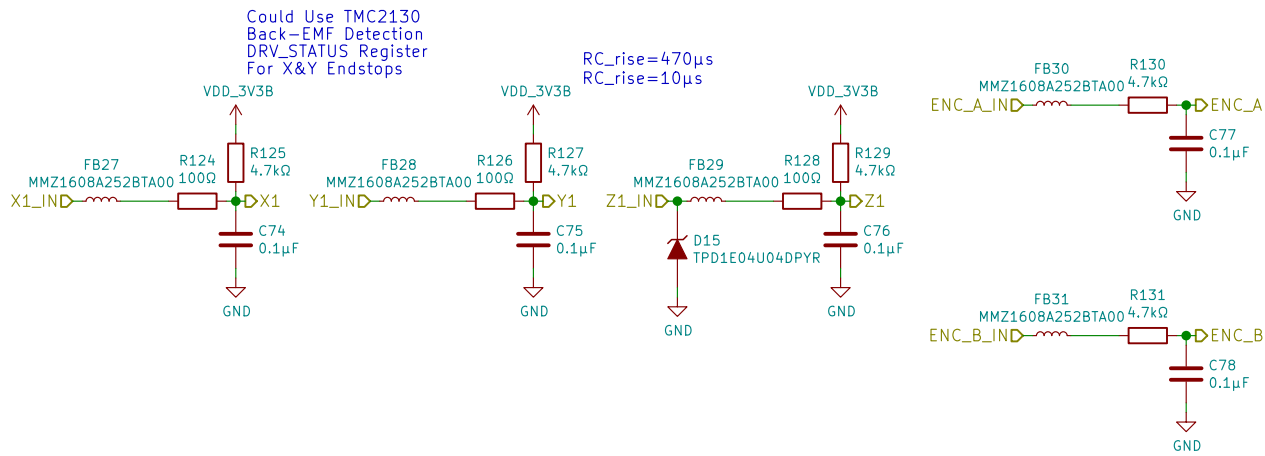 Could Use TMC2130
Back-EMF Detection
DRV_STATUS Register
For X&Y Endstops
RC_rise=470µs
RC_rise=10µs
VDD_3V3B
R125
4.7kΩ
FB27
MMZ1608A252BTA00
R124
100Ω
X1_IN
X1
C74
0.1µF
GND
VDD_3V3B
R127
4.7kΩ
FB28
MMZ1608A252BTA00
R126
100Ω
Y1_IN
Y1
C75
0.1µF
GND
VDD_3V3B
R129
4.7kΩ
FB29
MMZ1608A252BTA00
R128
100Ω
Z1_IN
Z1
D15
TPD1E04U04DPYR
GND
C76
0.1µF
GND
FB30
MMZ1608A252BTA00
R130
4.7kΩ
ENC_A_IN
ENC_A
C77
0.1µF
GND
FB31
MMZ1608A252BTA00
R131
4.7kΩ
ENC_B_IN
ENC_B
C78
0.1µF
GND